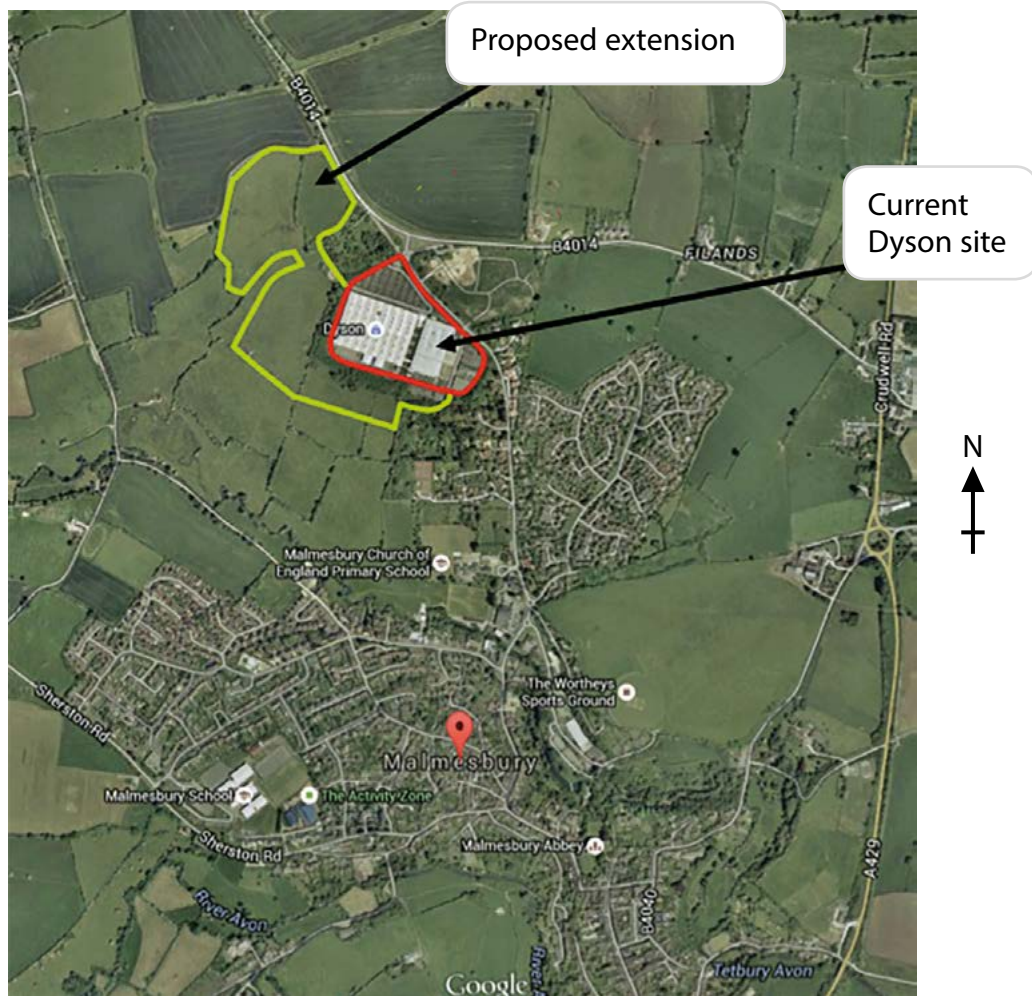 Proposed extension
B4014
Current
Dyson site
B4014
FILANDS
Dyson
Crudwell Rd
N
Malmesbury Church of
England Primary School
The Wortheys
Sports Ground
Sherston Rd
Malmesbury
Malmesbury School
The Activity Zone
Sherston Rd
Malmesbury Abbey
A429
River Avon
B4040
Tetbury Avon
Google